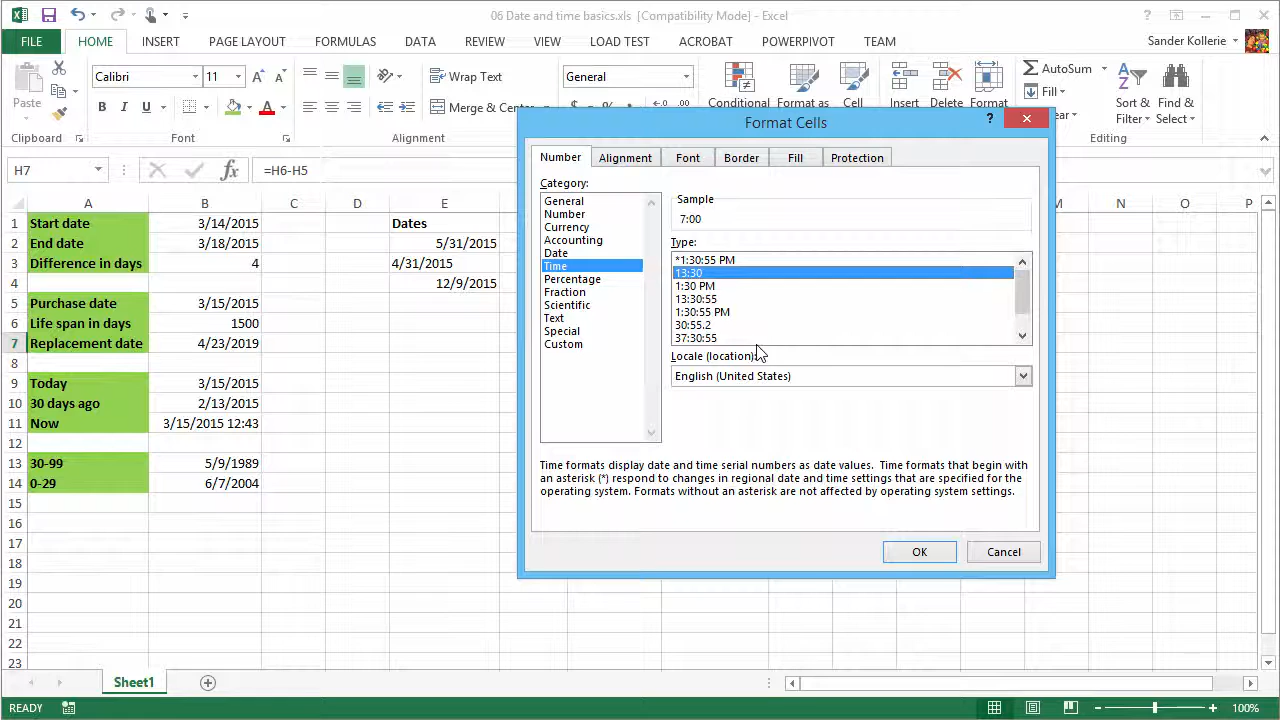 06 Date and time basics.xls [Compatibility Mode] - Excel
FILE HOME INSERT PAGE LAYOUT FORMULAS DATA REVIEW VIEW LOAD TEST ACROBAT POWERPIVOT TEAM Sander Kollerie
Paste
Calibri 11
B I U A
Wrap Text
Merge & Center
General
Conditional
Format as
Cell
Insert Delete Format
AutoSum
Fill
Sort & Filter
Find & Select
Clipboard Font Alignment Editing
H7 fx =H6-H5
A B C D E M N O P
1 Start date 3/14/2015 Dates
2 End date 3/18/2015 5/31/2015
3 Difference in days 4 4/31/2015
4 12/9/2015
5 Purchase date 3/15/2015
6 Life span in days 1500
7 Replacement date 4/23/2019
8
9 Today 3/15/2015
10 30 days ago 2/13/2015
11 Now 3/15/2015 12:43
12
13 30-99 5/9/1989
14 0-29 6/7/2004
15
16
17
18
19
20
21
22
23
Format Cells
Number Alignment Font Border Fill Protection
Category:
General
Number
Currency
Accounting
Date
Time
Percentage
Fraction
Scientific
Text
Special
Custom
Sample
7:00
Type:
*1:30:55 PM
13:30
1:30 PM
13:30:55
1:30:55 PM
30:55.2
37:30:55
Locale (location):
English (United States)
Time formats display date and time serial numbers as date values. Time formats that begin with
an asterisk (*) respond to changes in regional date and time settings that are specified for the
operating system. Formats without an asterisk are not affected by operating system settings.
OK Cancel
Sheet1
READY 100%